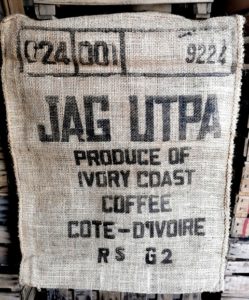 024 001 9224
JAG UTPA
PRODUCE OF
IVORY COAST
COFFEE
COTE-D'IVOIRE
RS G2